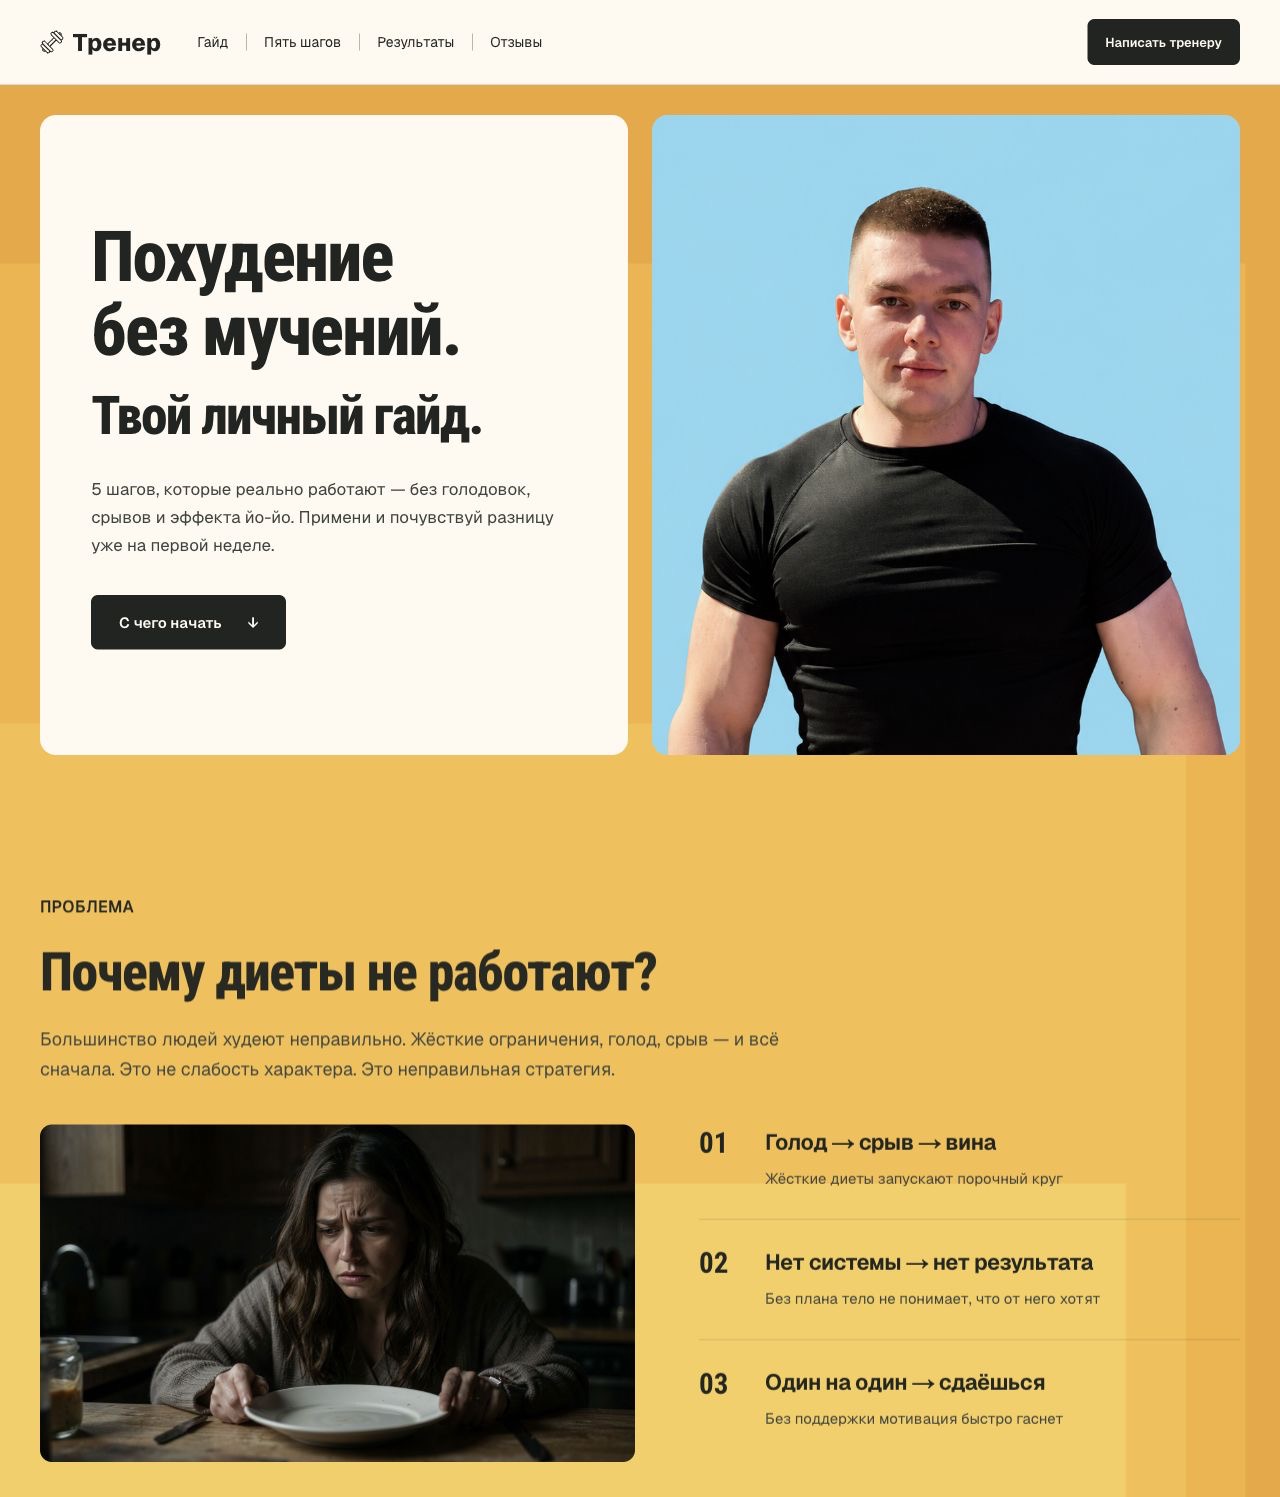 Тренер
Гайд
Пять шагов
Результаты
Отзывы
Написать тренеру
Похудение
без мучений.
Твой личный гайд.
5 шагов, которые реально работают — без голодовок,
срывов и эффекта йо-йо. Примени и почувствуй разницу
уже на первой неделе.
С чего начать ↓
ПРОБЛЕМА
Почему диеты не работают?
Большинство людей худеют неправильно. Жёсткие ограничения, голод, срыв — и всё
сначала. Это не слабость характера. Это неправильная стратегия.
01 Голод → срыв → вина
Жёсткие диеты запускают порочный круг
02 Нет системы → нет результата
Без плана тело не понимает, что от него хотят
03 Один на один → сдаёшься
Без поддержки мотивация быстро гаснет